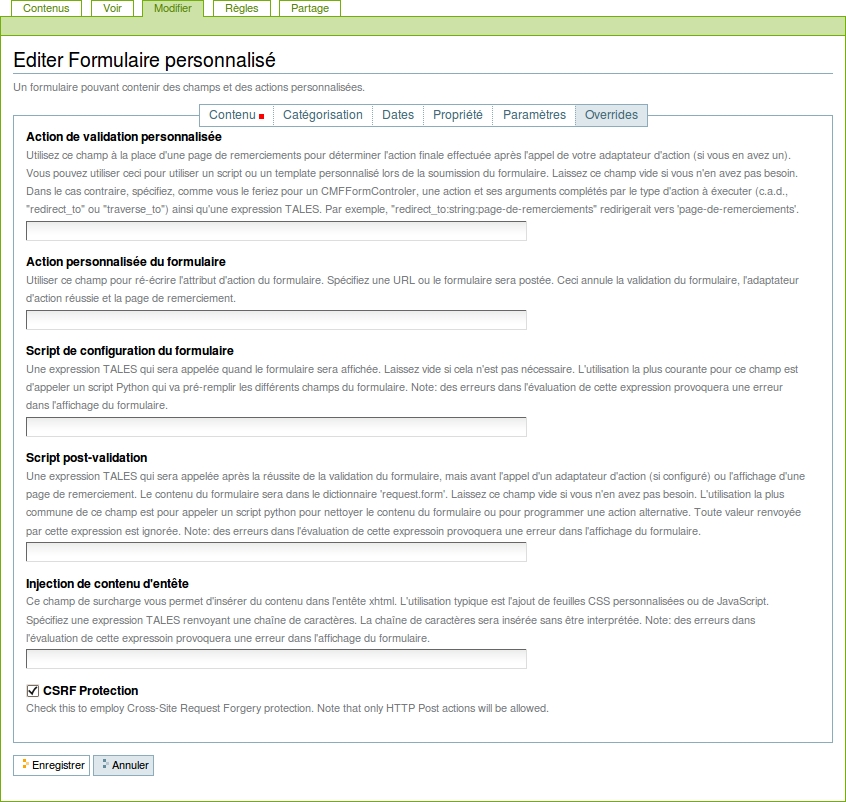 Contenus Voir Modifier Règles Partage
Editer Formulaire personnalisé
Un formulaire pouvant contenir des champs et des actions personnalisées.
Contenu Catégorisation Dates Propriété Paramètres Overrides
Action de validation personnalisée
Utilisez ce champ à la place d'une page de remerciements pour déterminer l'action finale effectuée après l'appel de votre adaptateur d'action (si vous en avez un).
Vous pouvez utiliser ceci pour utiliser un script ou un template personnalisé lors de la soumission du formulaire. Laissez ce champ vide si vous n'en avez pas besoin.
Dans le cas contraire, spécifiez, comme vous le feriez pour un CMFFormControler, une action et ses arguments complétés par le type d'action à éxecuter (c.a.d.,
"redirect_to" ou "traverse_to") ainsi qu'une expression TALES. Par exemple, "redirect_to:string:page-de-remerciements" redirigerait vers 'page-de-remerciements'.
Action personnalisée du formulaire
Utiliser ce champ pour ré-écrire l'attribut d'action du formulaire. Spécifiez une URL ou le formulaire sera postée. Ceci annule la validation du formulaire, l'adaptateur
d'action réussie et la page de remerciement.
Script de configuration du formulaire
Une expression TALES qui sera appelée quand le formulaire sera affichée. Laissez vide si cela n'est pas nécessaire. L'utilisation la plus courante pour ce champ est
d'appeler un script Python qui va pré-remplir les différents champs du formulaire. Note: des erreurs dans l'évaluation de cette expression provoquera une erreur
dans l'affichage du formulaire.
Script post-validation
Une expression TALES qui sera appelée après la réussite de la validation du formulaire, mais avant l'appel d'un adaptateur d'action (si configuré) ou l'affichage d'une
page de remerciement. Le contenu du formulaire sera dans le dictionnaire 'request.form'. Laissez ce champ vide si vous n'en avez pas besoin. L'utilisation la plus
commune de ce champ est pour appeler un script python pour nettoyer le contenu du formulaire ou pour programmer une action alternative. Toute valeur renvoyée
par cette expression est ignorée. Note: des erreurs dans l'évaluation de cette expressoin provoquera une erreur dans l'affichage du formulaire.
Injection de contenu d'entête
Ce champ de surcharge vous permet d'insérer du contenu dans l'entête xhtml. L'utilisation typique est l'ajout de feuilles CSS personnalisées ou de JavaScript.
Spécifiez une expression TALES renvoyant une chaîne de caractères. La chaîne de caractères sera insérée sans être interprétée. Note: des erreurs dans
l'évaluation de cette expressoin provoquera une erreur dans l'affichage du formulaire.
CSRF Protection
Check this to employ Cross-Site Request Forgery protection. Note that only HTTP Post actions will be allowed.
Enregistrer Annuler